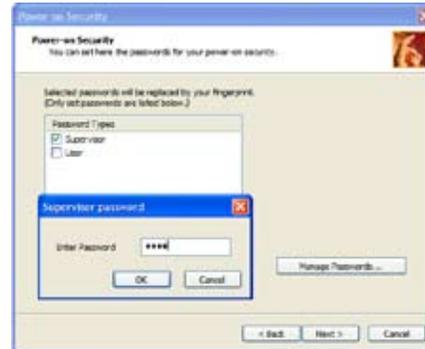 Power-on Security
Power-on Security
You can set here the passwords for your power-on security.
Selected passwords will be replaced by your fingerprint.
(Only set passwords are listed below.)
Password Types
Supervisor
User
Supervisor password
Enter Password
****
OK
Cancel
Manage Passwords...
< Back
Next >
Cancel